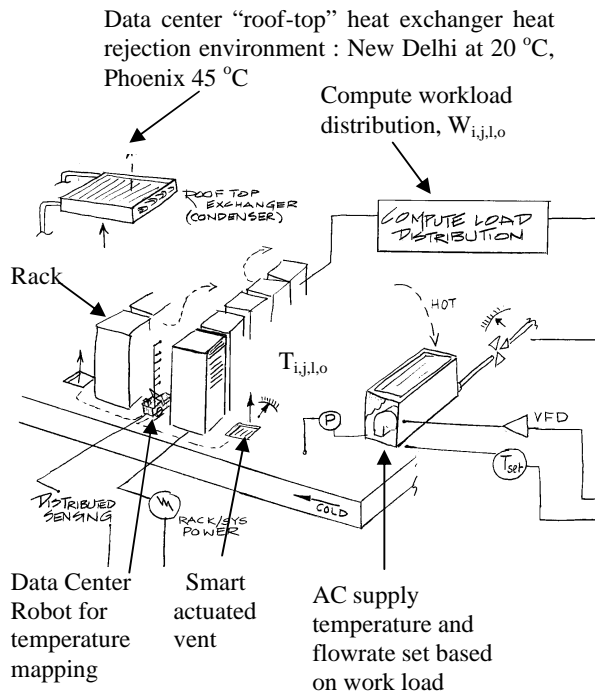 Data center “roof-top” heat exchanger heat
rejection environment : New Delhi at 20 °C,
Phoenix 45 °C
Compute workload
distribution, Wi,j,l,o
ROOF TOP
EXCHANGER
(CONDENSER)
COMPUTE LOAD
DISTRIBUTION
Rack
HOT
Ti,j,l,o
P
VFD
Tset
COLD
DISTRIBUTED
SENSING
RACK/SYS
POWER
Data Center
Robot for
temperature
mapping
Smart
actuated
vent
AC supply
temperature and
flowrate set based
on work load